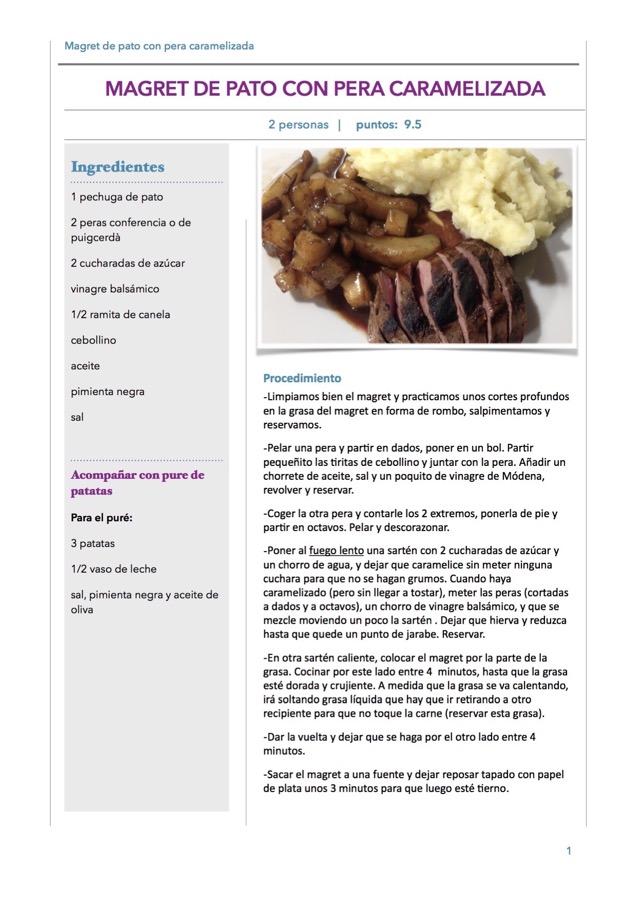 Magret de pato con pera caramelizada
MAGRET DE PATO CON PERA CARAMELIZADA
2 personas | puntos: 9.5
Ingredientes
1 pechuga de pato
2 peras conferencia o de
puigcerdà
2 cucharadas de azúcar
vinagre balsámico
1/2 ramita de canela
cebollino
aceite
pimienta negra
sal
Acompañar con pure de
patatas
Para el puré:
3 patatas
1/2 vaso de leche
sal, pimienta negra y aceite de
oliva
Procedimiento
-Limpiamos bien el magret y practicamos unos cortes profundos
en la grasa del magret en forma de rombo, salpimentamos y
reservamos.
-Pelar una pera y partir en dados, poner en un bol. Partir
pequeñito las tiritas de cebollino y juntar con la pera. Añadir un
chorrete de aceite, sal y un poquito de vinagre de Módena,
revolver y reservar.
-Coger la otra pera y contarle los 2 extremos, ponerla de pie y
partir en octavos. Pelar y descorazonar.
-Poner al fuego lento una sartén con 2 cucharadas de azúcar y
un chorro de agua, y dejar que caramelice sin meter ninguna
cuchara para que no se hagan grumos. Cuando haya
caramelizado (pero sin llegar a tostar), meter las peras (cortadas
a dados y a octavos), un chorro de vinagre balsámico, y que se
mezcle moviendo un poco la sartén . Dejar que hierva y reduzca
hasta que quede un punto de jarabe. Reservar.
-En otra sartén caliente, colocar el magret por la parte de la
grasa. Cocinar por este lado entre 4 minutos, hasta que la grasa
esté dorada y crujiente. A medida que la grasa se va calentando,
irá soltando grasa líquida que hay que ir retirando a otro
recipiente para que no toque la carne (reservar esta grasa).
-Dar la vuelta y dejar que se haga por el otro lado entre 4
minutos.
-Sacar el magret a una fuente y dejar reposar tapado con papel
de plata unos 3 minutos para que luego esté tierno.
1